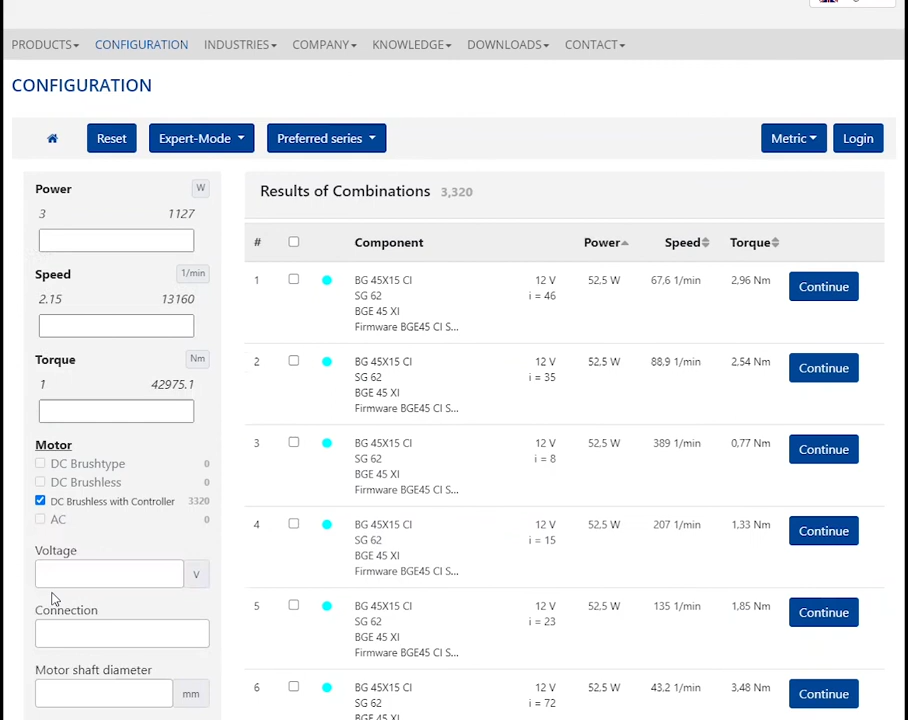 PRODUCTS CONFIGURATION INDUSTRIES COMPANY KNOWLEDGE DOWNLOADS CONTACT
CONFIGURATION
Reset Expert-Mode Preferred series Metric Login
Power W
3 1127
Speed 1/min
2.15 13160
Torque Nm
1 42975.1
Motor
DC Brushtype 0
DC Brushless 0
DC Brushless with Controller 3320
AC 0
Voltage
V
Connection
Motor shaft diameter
mm
Results of Combinations 3,320
# Component Power Speed Torque
1 BG 45X15 CI 12 V 52,5 W 67,6 1/min 2,96 Nm Continue
SG 62 i = 46
BGE 45 XI
Firmware BGE45 CI S...
2 BG 45X15 CI 12 V 52,5 W 88,9 1/min 2,54 Nm Continue
SG 62 i = 35
BGE 45 XI
Firmware BGE45 CI S...
3 BG 45X15 CI 12 V 52,5 W 389 1/min 0,77 Nm Continue
SG 62 i = 8
BGE 45 XI
Firmware BGE45 CI S...
4 BG 45X15 CI 12 V 52,5 W 207 1/min 1,33 Nm Continue
SG 62 i = 15
BGE 45 XI
Firmware BGE45 CI S...
5 BG 45X15 CI 12 V 52,5 W 135 1/min 1,85 Nm Continue
SG 62 i = 23
BGE 45 XI
Firmware BGE45 CI S...
6 BG 45X15 CI 12 V 52,5 W 43,2 1/min 3,48 Nm Continue
SG 62 i = 72
BGE 45 XI